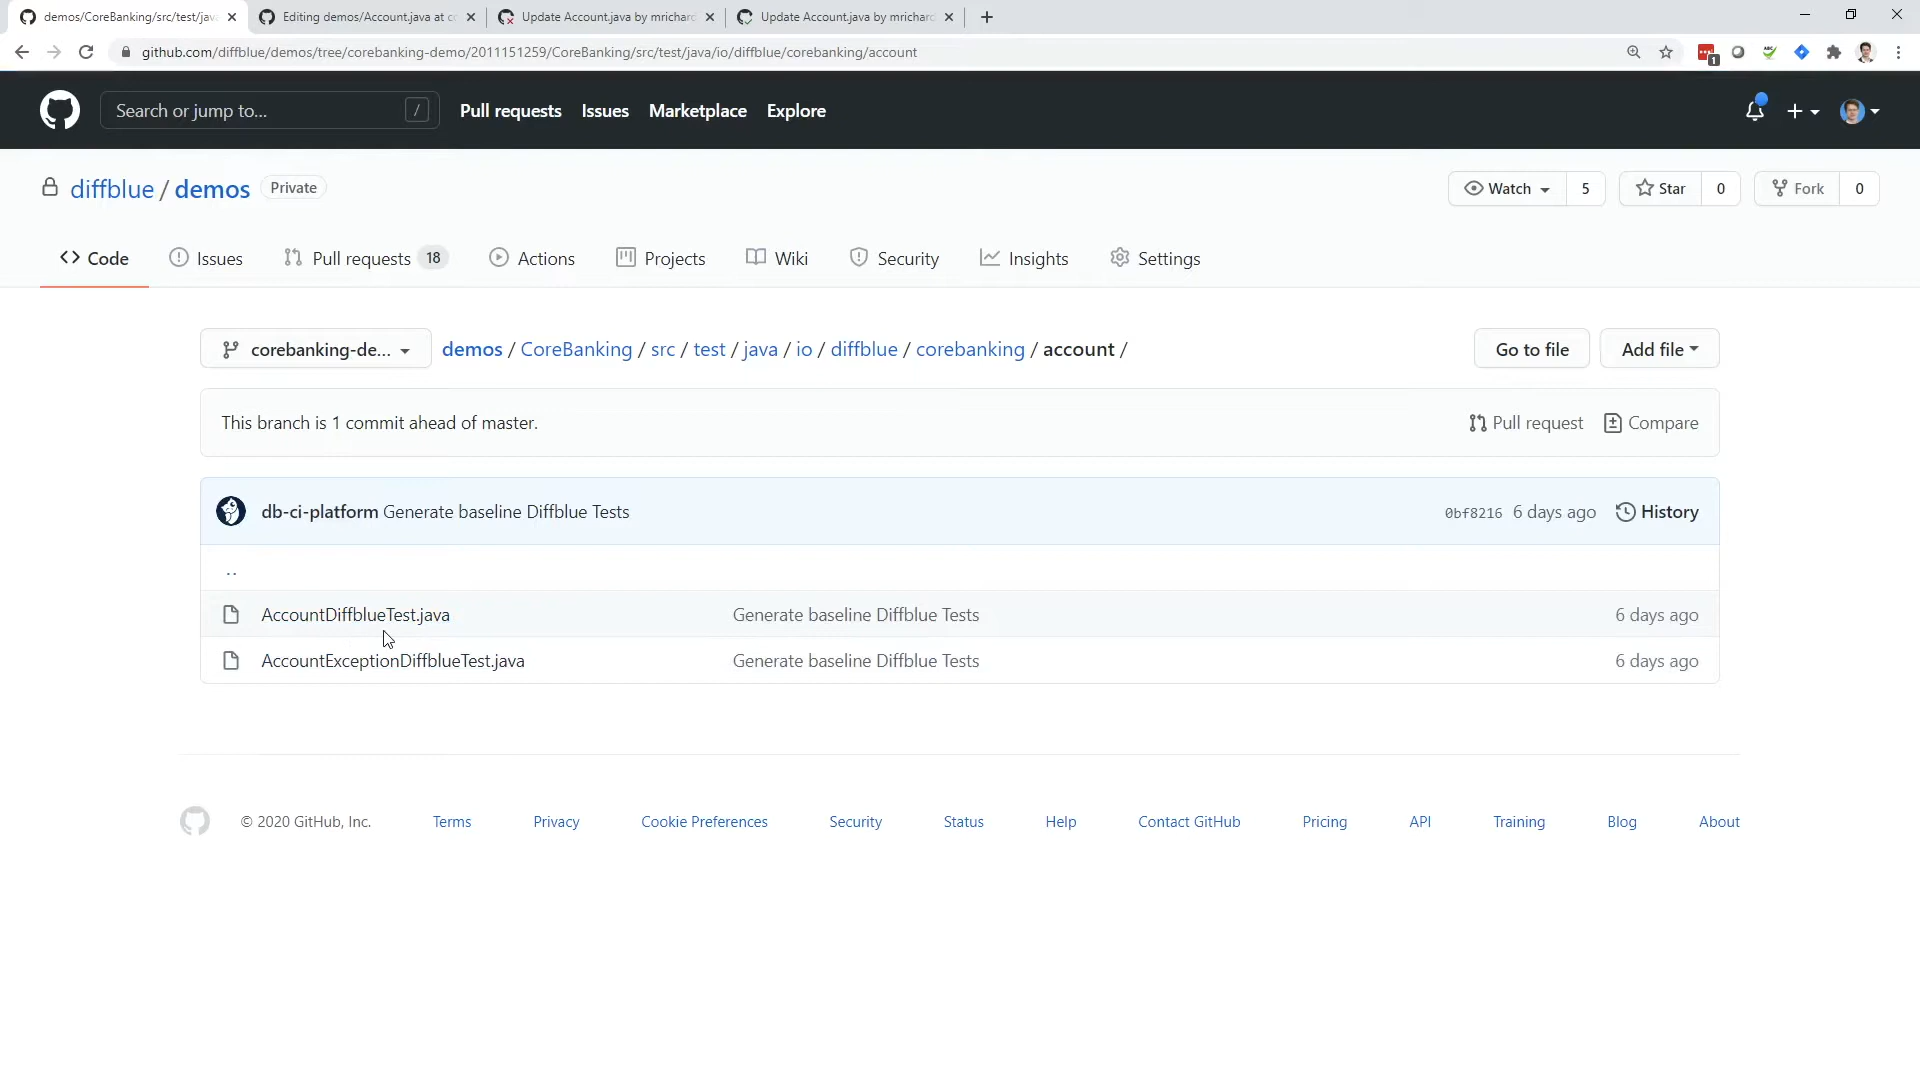 demos/CoreBanking/src/test/java
Editing demos/Account.java at co
Update Account.java by mrichard
Update Account.java by mrichard
github.com/diffblue/demos/tree/corebanking-demo/2011151259/CoreBanking/src/test/java/io/diffblue/corebanking/account
1
Search or jump to...
/
Pull requests
Issues
Marketplace
Explore
diffblue / demos
Private
Watch
5
Star
0
Fork
0
Code
Issues
Pull requests 18
Actions
Projects
Wiki
Security
Insights
Settings
corebanking-de...
demos / CoreBanking / src / test / java / io / diffblue / corebanking / account /
Go to file
Add file
This branch is 1 commit ahead of master.
Pull request
Compare
db-ci-platform Generate baseline Diffblue Tests
0bf8216 6 days ago
History
..
AccountDiffblueTest.java
Generate baseline Diffblue Tests
6 days ago
AccountExceptionDiffblueTest.java
Generate baseline Diffblue Tests
6 days ago
© 2020 GitHub, Inc.
Terms
Privacy
Cookie Preferences
Security
Status
Help
Contact GitHub
Pricing
API
Training
Blog
About